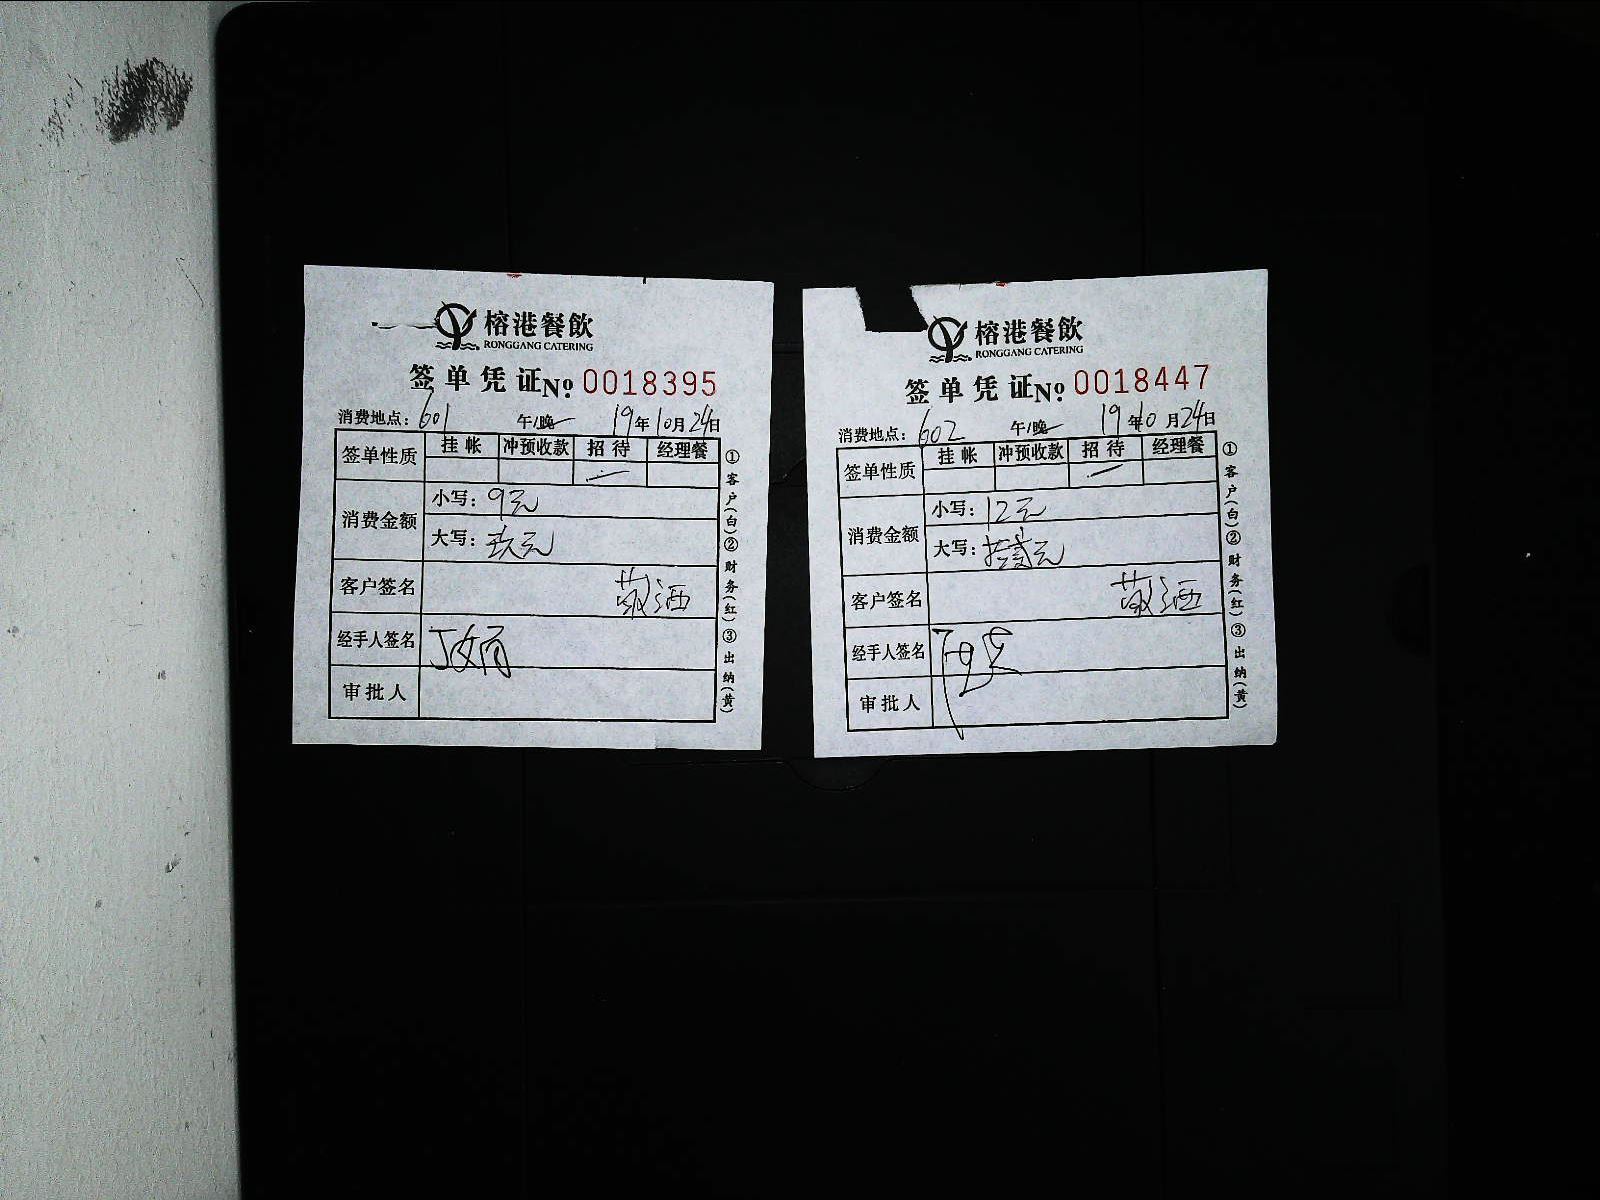 榕港餐飲
RONGGANG CATERING
签单凭证 № 0018395
消费地点：601 午/晚 19年10月24日
签单性质 挂帐 冲预收款 招待 经理餐
消费金额 小写：9元
大写：玖元
客户签名 敬酒
经手人签名
审批人
①客户（白）②财务（红）③出纳（黄）
榕港餐飲
RONGGANG CATERING
签单凭证 № 0018447
消费地点：602 午/晚 19年10月24日
签单性质 挂帐 冲预收款 招待 经理餐
消费金额 小写：12元
大写：拾贰元
客户签名 敬酒
经手人签名
审批人
①客户（白）②财务（红）③出纳（黄）